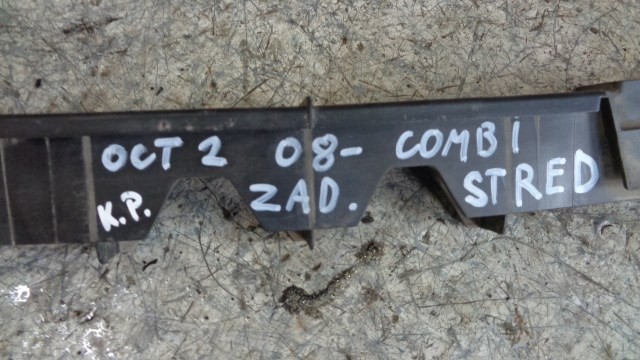 OCT 2 08- COMBI
K.P. ZAD. STRED